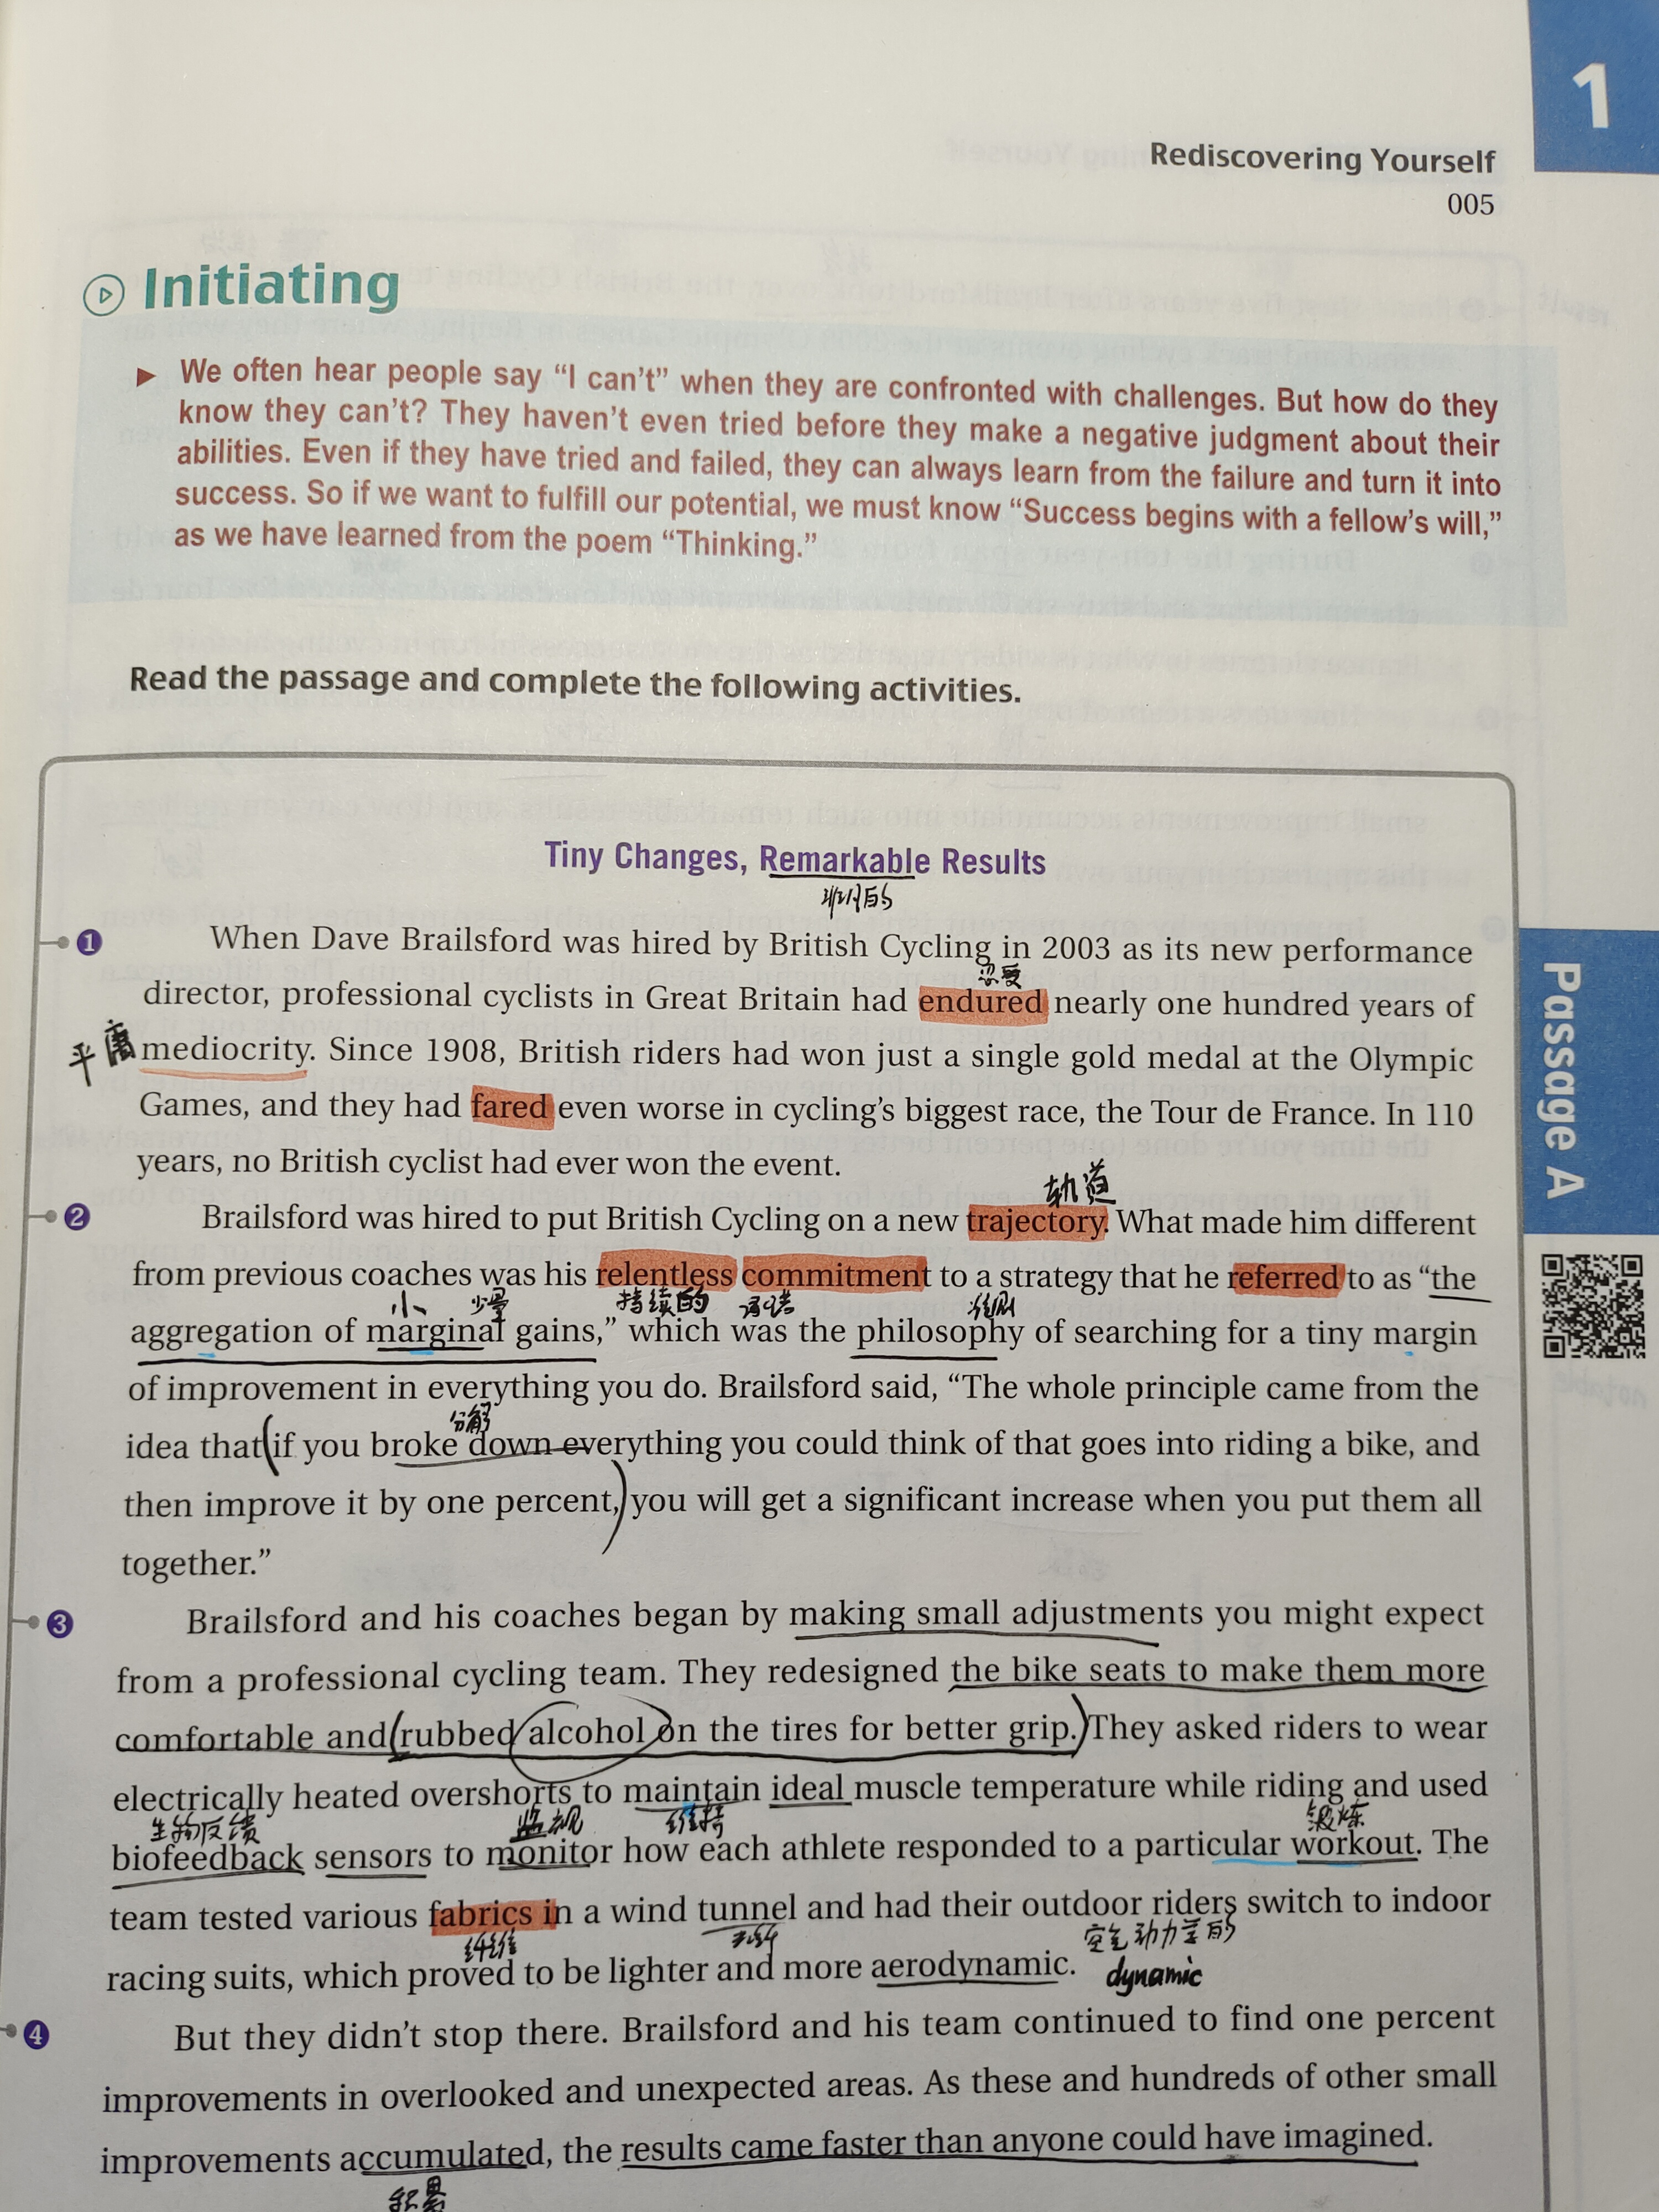 1
Rediscovering Yourself
005
Initiating
We often hear people say “I can’t” when they are confronted with challenges. But how do they
know they can’t? They haven’t even tried before they make a negative judgment about their
abilities. Even if they have tried and failed, they can always learn from the failure and turn it into
success. So if we want to fulfill our potential, we must know “Success begins with a fellow’s will,”
as we have learned from the poem “Thinking.”
Read the passage and complete the following activities.
Tiny Changes, Remarkable Results
非凡的
1 When Dave Brailsford was hired by British Cycling in 2003 as its new performance
忍受
director, professional cyclists in Great Britain had endured nearly one hundred years of
平庸
mediocrity. Since 1908, British riders had won just a single gold medal at the Olympic
Games, and they had fared even worse in cycling’s biggest race, the Tour de France. In 110
years, no British cyclist had ever won the event.
轨道
2 Brailsford was hired to put British Cycling on a new trajectory. What made him different
from previous coaches was his relentless commitment to a strategy that he referred to as “the
小 少量 持续的 承诺
aggregation of marginal gains,” which was the philosophy of searching for a tiny margin
of improvement in everything you do. Brailsford said, “The whole principle came from the
分解
idea that (if you broke down everything you could think of that goes into riding a bike, and
then improve it by one percent,) you will get a significant increase when you put them all
together.”
3 Brailsford and his coaches began by making small adjustments you might expect
from a professional cycling team. They redesigned the bike seats to make them more
comfortable and (rubbed alcohol on the tires for better grip.) They asked riders to wear
electrically heated overshorts to maintain ideal muscle temperature while riding and used
生物反馈 监视 维持 锻炼
biofeedback sensors to monitor how each athlete responded to a particular workout. The
team tested various fabrics in a wind tunnel and had their outdoor riders switch to indoor
纤维 空气动力学的
racing suits, which proved to be lighter and more aerodynamic.
dynamic
4 But they didn’t stop there. Brailsford and his team continued to find one percent
improvements in overlooked and unexpected areas. As these and hundreds of other small
improvements accumulated, the results came faster than anyone could have imagined.
积累
Passage A